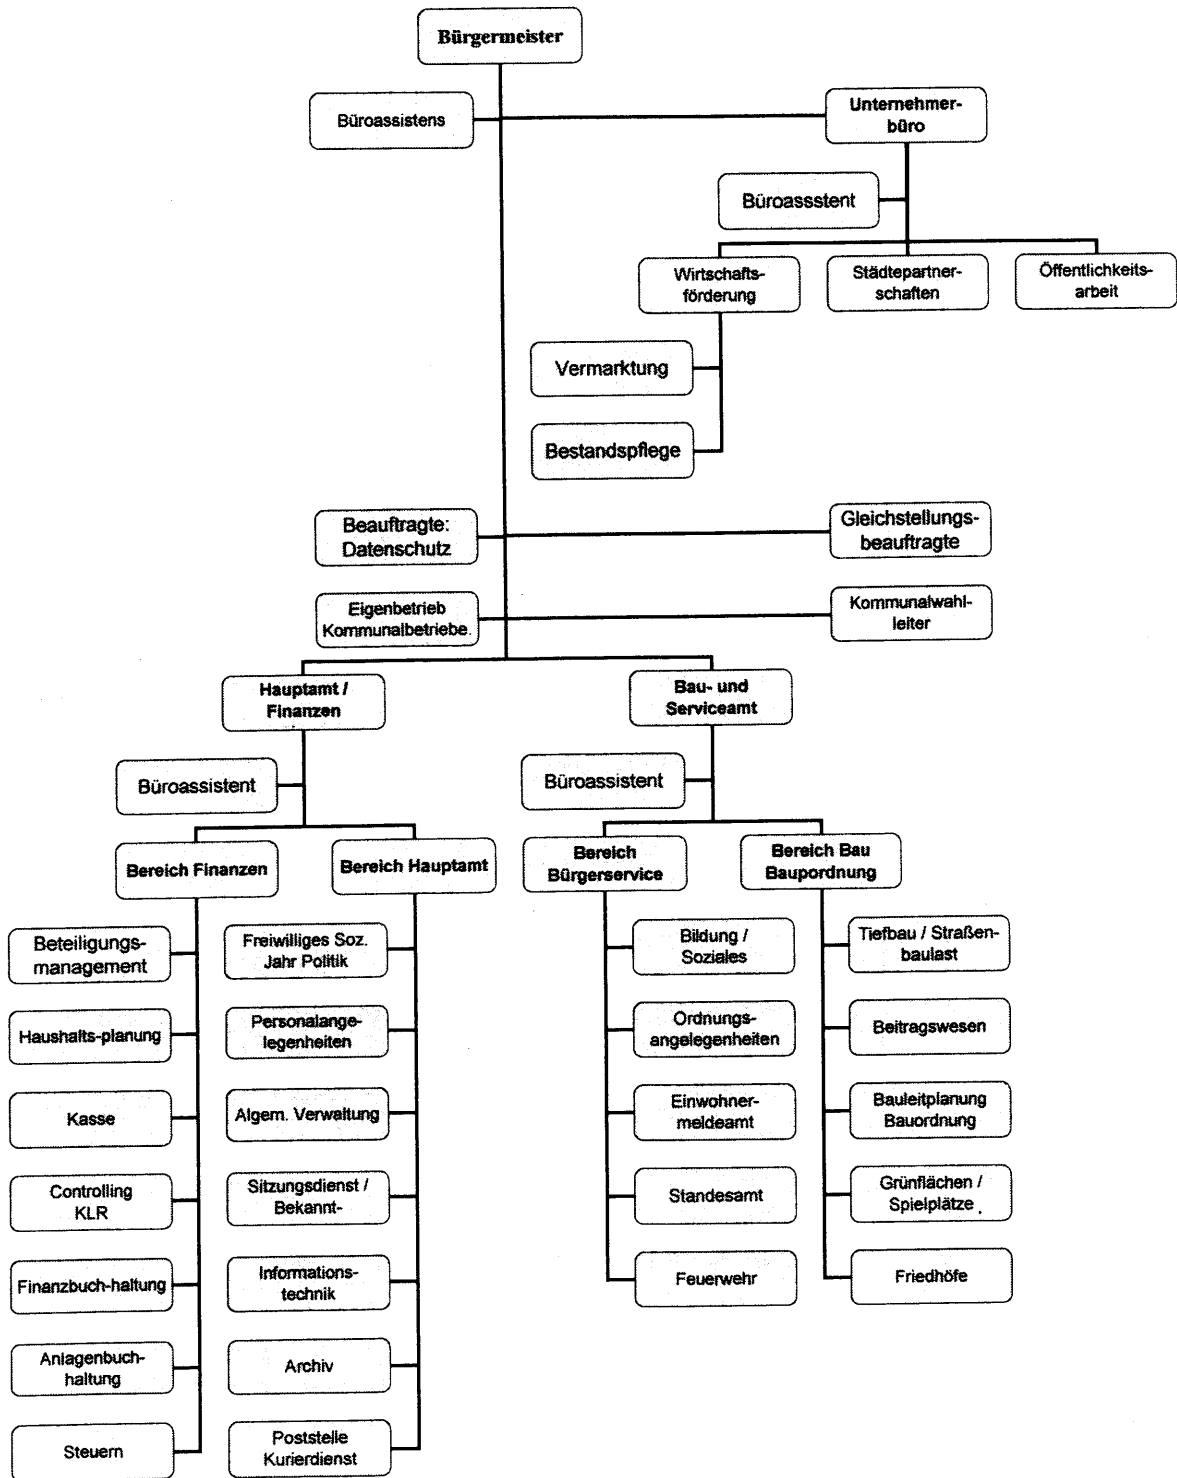 Bürgermeister
Büroassistens
Unternehmer-
büro
Büroassstent
Wirtschafts-
förderung
Städtepartner-
schaften
Öffentlichkeits-
arbeit
Vermarktung
Bestandspflege
Beauftragte:
Datenschutz
Gleichstellungs-
beauftragte
Eigenbetrieb
Kommunalbetriebe.
Kommunalwahl-
leiter
Hauptamt /
Finanzen
Bau- und
Serviceamt
Büroassistent
Büroassistent
Bereich Finanzen
Bereich Hauptamt
Bereich
Bürgerservice
Bereich Bau
Baupordnung
Beteiligungs-
management
Haushalts-planung
Kasse
Controlling
KLR
Finanzbuch-haltung
Anlagenbuch-
haltung
Steuern
Freiwilliges Soz.
Jahr Politik
Personalange-
legenheiten
Algem. Verwaltung
Sitzungsdienst /
Bekannt-
Informations-
technik
Archiv
Poststelle
Kurierdienst
Bildung /
Soziales
Ordnungs-
angelegenheiten
Einwohner-
meldeamt
Standesamt
Feuerwehr
Tiefbau / Straßen-
baulast
Beitragswesen
Bauleitplanung
Bauordnung
Grünflächen /
Spielplätze
Friedhöfe